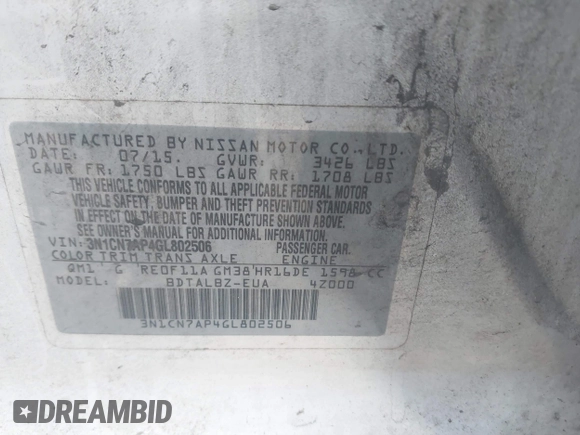 MANUFACTURED BY NISSAN MOTOR CO., LTD.
DATE: 07/15. GVWR: 3426 LBS
GAWR FR: 1750 LBS GAWR RR: 1708 LBS
THIS VEHICLE CONFORMS TO ALL APPLICABLE FEDERAL MOTOR
VEHICLE SAFETY, BUMPER AND THEFT PREVENTION STANDARDS
IN EFFECT ON THE DATE OF MANUFACTURE SHOWN ABOVE.
SEE OWNER'S MANUAL FOR ADDITIONAL INFORMATION.
VIN: 3N1CN7AP4GL802506 PASSENGER CAR.
COLOR TRIM TRANS AXLE ENGINE
QM1 G RE0F11A GM38 HR16DE 1598 CC
BDTALBZ-EUA 4Z000
3N1CN7AP4GL802506
DREAMBID